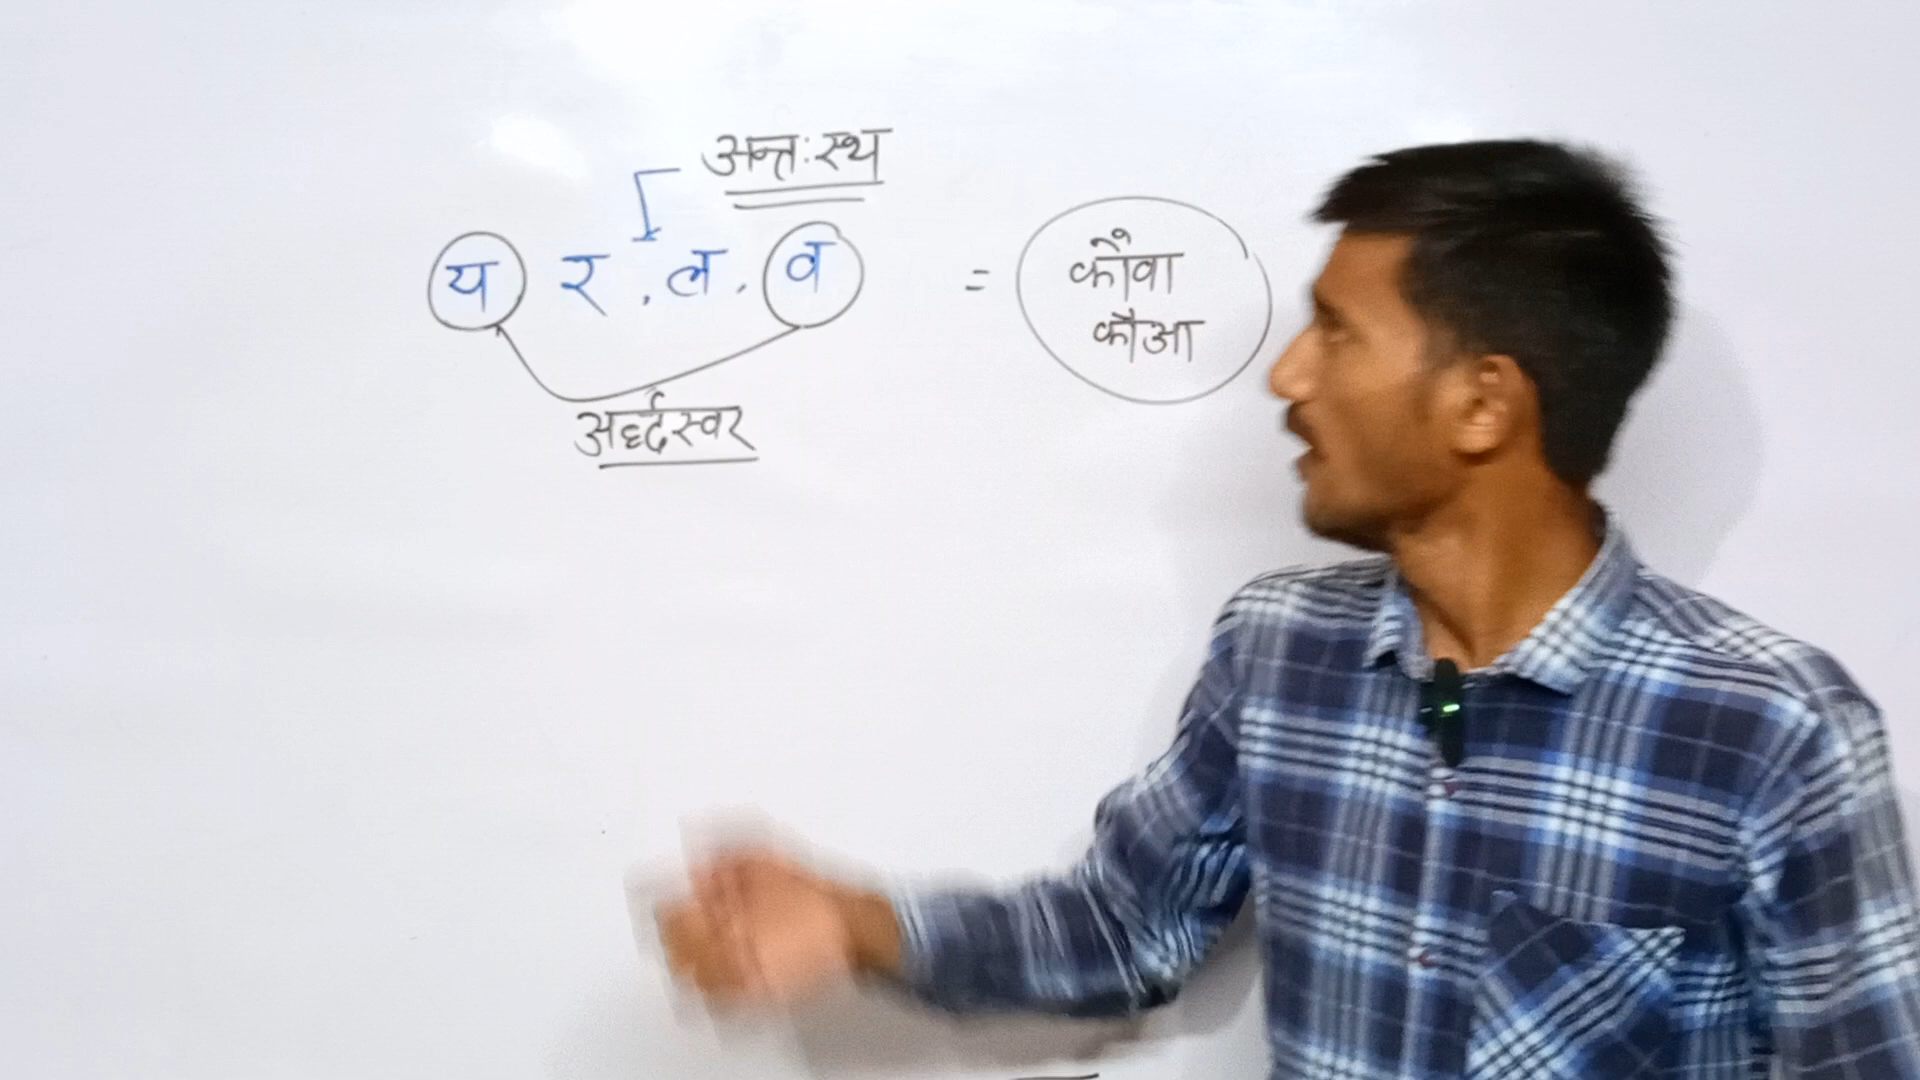 अन्तःस्थ
य र , ल , व = कौवा
कौआ
अर्द्धस्वर